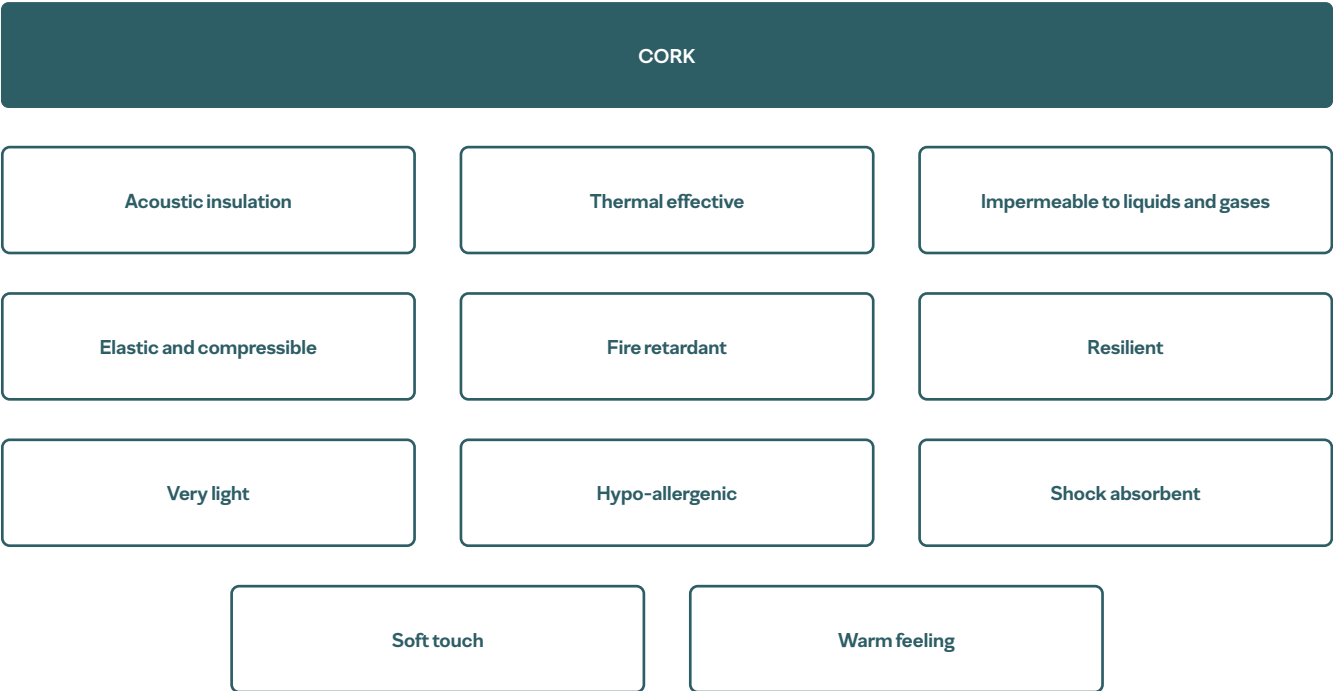 CORK
Acoustic insulation
Thermal effective
Impermeable to liquids and gases
Elastic and compressible
Fire retardant
Resilient
Very light
Hypo-allergenic
Shock absorbent
Soft touch
Warm feeling